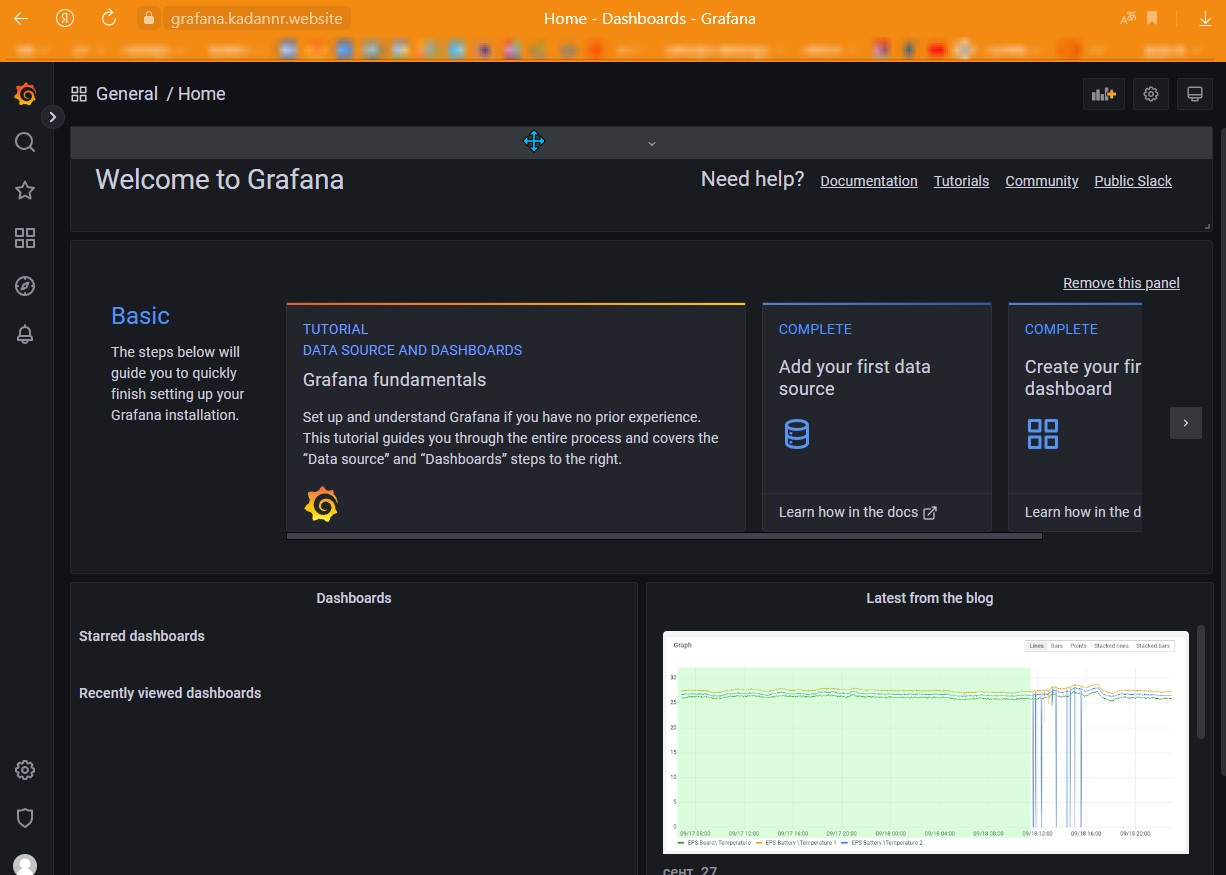 grafana.kadannr.website
Home - Dashboards - Grafana
General / Home
Welcome to Grafana
Need help? Documentation Tutorials Community Public Slack
Remove this panel
Basic
The steps below will
guide you to quickly
finish setting up your
Grafana installation.
TUTORIAL
DATA SOURCE AND DASHBOARDS
Grafana fundamentals
Set up and understand Grafana if you have no prior experience.
This tutorial guides you through the entire process and covers the
“Data source” and “Dashboards” steps to the right.
COMPLETE
Add your first data
source
Learn how in the docs
COMPLETE
Create your fir
dashboard
Learn how in the d
Dashboards
Starred dashboards
Recently viewed dashboards
Latest from the blog
Graph
Lines Bars Points Stacked lines Stacked bars
30
25
20
15
10
5
0
09/17 08:00 09/17 12:00 09/17 16:00 09/17 20:00 09/18 00:00 09/18 04:00 09/18 08:00 09/18 12:00 09/18 16:00 09/18 20:00
EPS Board\ Temperature EPS Battery \Temperature 1 EPS Battery \Temperature 2
сент. 27